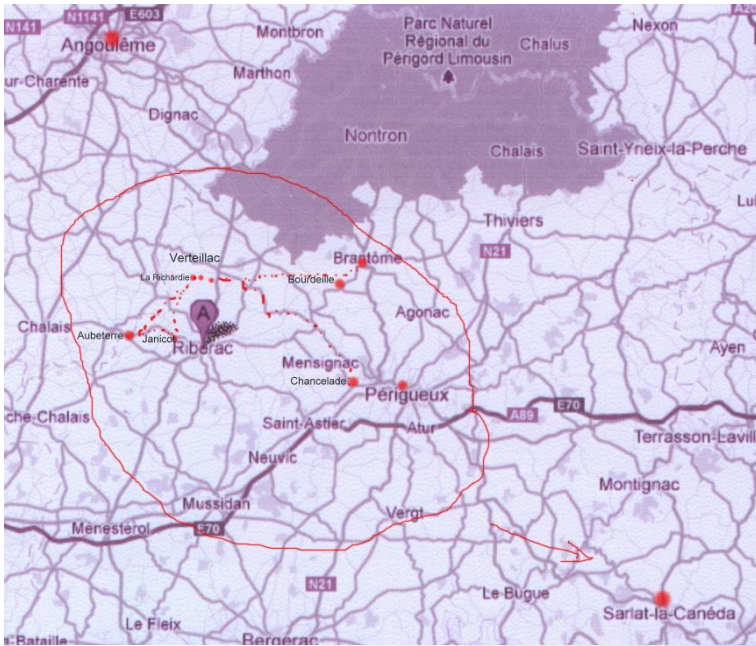 N141
N1141
E603
Angoulême
Montbron
Marthon
Dignac
Parc Naturel
Régional du
Périgord Limousin
Chalus
Nexon
Nontron
Chalais
Saint-Yrieix-la-Perche
Thiviers
N21
Verteillac
La Richardie
Brantôme
Bourdeille
Agonac
A
Chalais
Aubeterre
Janicot
Ribérac
Mensignac
Chancelade
Périgueux
Ayen
che-Chalais
Saint-Astier
Atur
A89
E70
Terrasson-Lavill
Neuvic
Montignac
Mussidan
Vergt
Menesterol
E70
N21
Le Bugue
Sarlat-la-Canéda
Le Fleix
Bergerac
a-Bataille